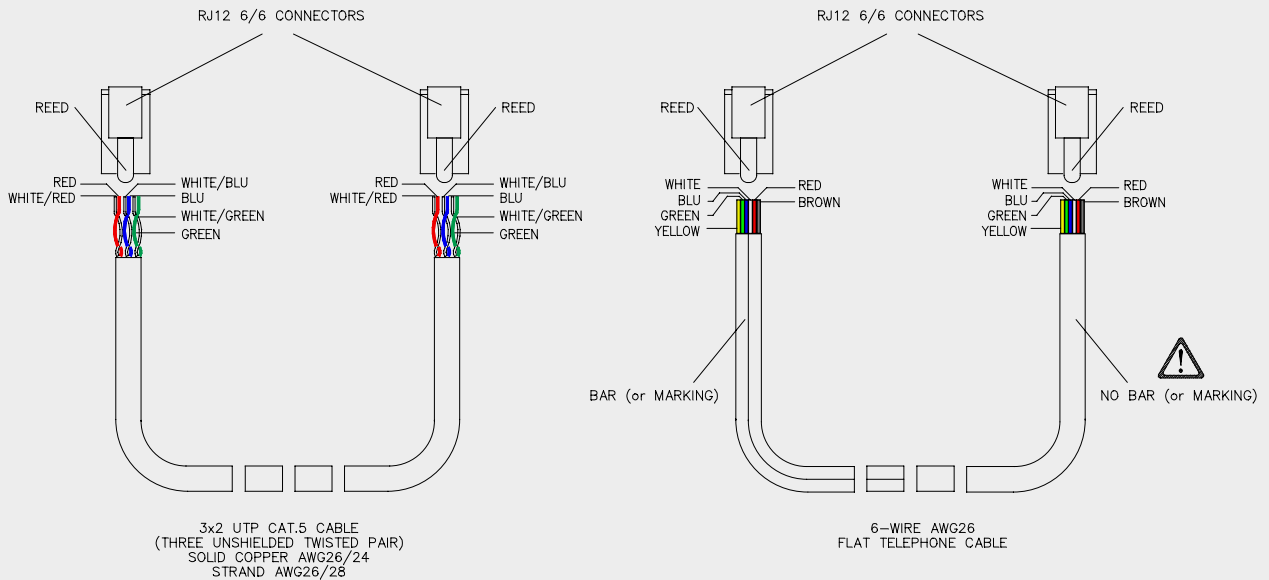 RJ12 6/6 CONNECTORS
REED
REED
RED
WHITE/RED
WHITE/BLU
BLU
WHITE/GREEN
GREEN
RED
WHITE/RED
WHITE/BLU
BLU
WHITE/GREEN
GREEN
3x2 UTP CAT.5 CABLE
(THREE UNSHIELDED TWISTED PAIR)
SOLID COPPER AWG26/24
STRAND AWG26/28
RJ12 6/6 CONNECTORS
REED
REED
WHITE
BLU
GREEN
YELLOW
RED
BROWN
WHITE
BLU
GREEN
YELLOW
RED
BROWN
BAR (or MARKING)
!
NO BAR (or MARKING)
6-WIRE AWG26
FLAT TELEPHONE CABLE